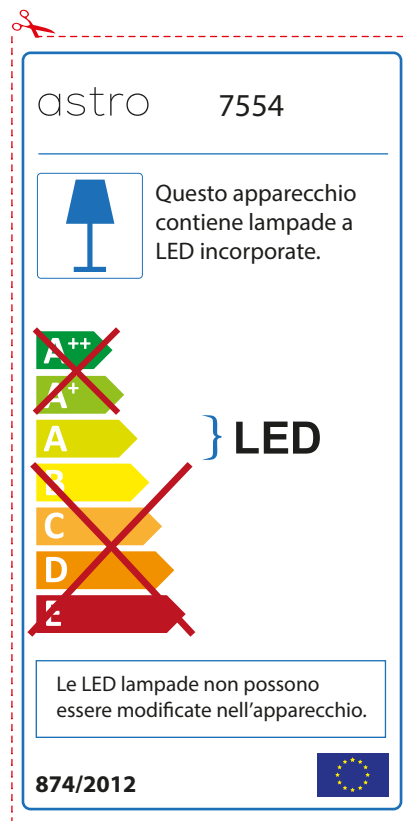 astro 7554
Questo apparecchio
contiene lampade a
LED incorporate.
A++
A+
A
LED
B
C
D
E
Le LED lampade non possono
essere modificate nell’apparecchio.
874/2012